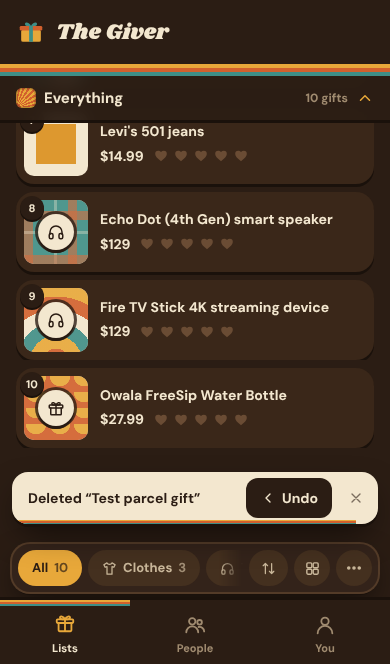 The Giver
Everything
10 gifts
Levi's 501 jeans
$14.99
8
Echo Dot (4th Gen) smart speaker
$129
9
Fire TV Stick 4K streaming device
$129
10
Owala FreeSip Water Bottle
$27.99
Deleted “Test parcel gift”
Undo
All 10
Clothes 3
Lists
People
You